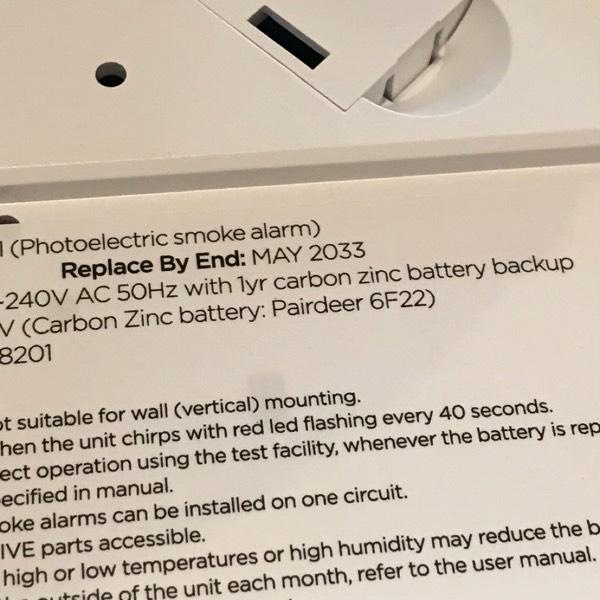 (Photoelectric smoke alarm)
Replace By End: MAY 2033
-240V AC 50Hz with 1yr carbon zinc battery backup
V (Carbon Zinc battery: Pairdeer 6F22)
8201
ot suitable for wall (vertical) mounting.
hen the unit chirps with red led flashing every 40 seconds.
ect operation using the test facility, whenever the battery is rep
ecified in manual.
oke alarms can be installed on one circuit.
IVE parts accessible.
high or low temperatures or high humidity may reduce the b
outside of the unit each month, refer to the user manual.